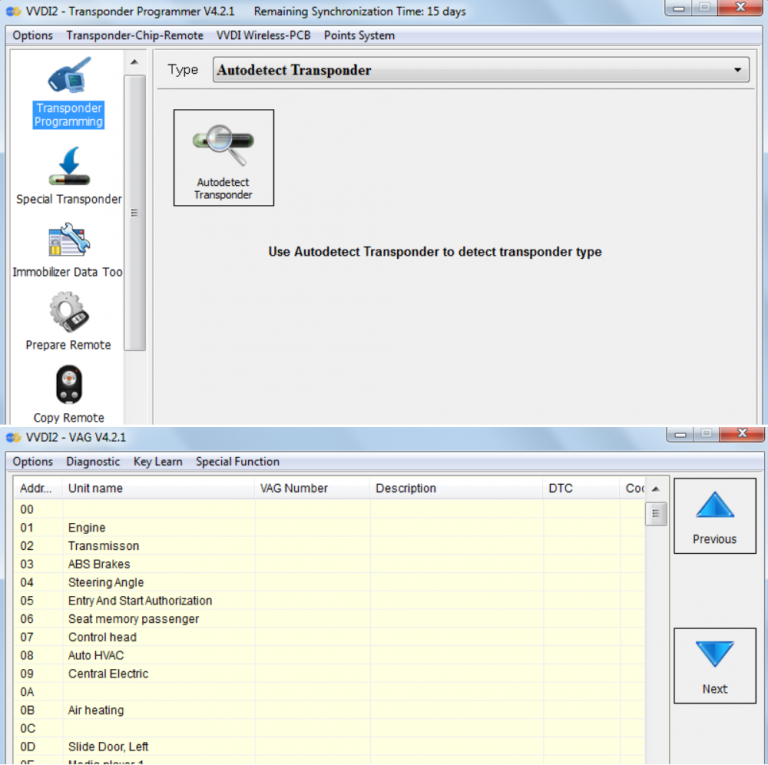 VVDI2 - Transponder Programmer V4.2.1 Remaining Synchronization Time: 15 days
Options Transponder-Chip-Remote VVDI Wireless-PCB Points System
Transponder
Programming
Special Transponder
Immobilizer Data Too
Prepare Remote
Copy Remote
Type Autodetect Transponder
Autodetect
Transponder
Use Autodetect Transponder to detect transponder type
VVDI2 - VAG V4.2.1
Options Diagnostic Key Learn Special Function
Addr... Unit name VAG Number Description DTC Coc
00
01 Engine
02 Transmisson
03 ABS Brakes
04 Steering Angle
05 Entry And Start Authorization
06 Seat memory passenger
07 Control head
08 Auto HVAC
09 Central Electric
0A
0B Air heating
0C
0D Slide Door, Left
0E Media player 1
Previous
Next